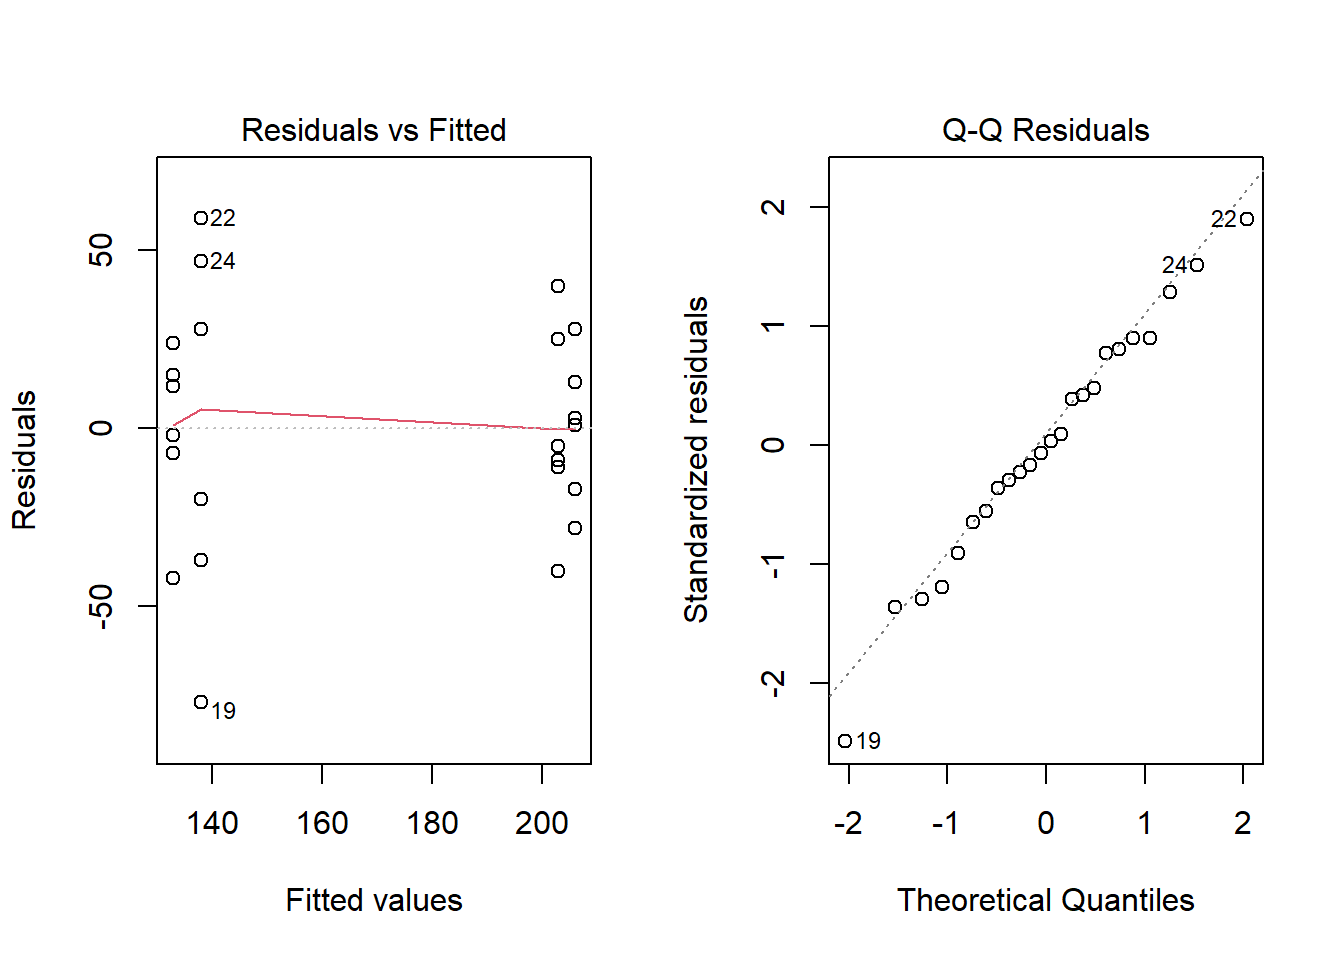 Residuals vs Fitted
Residuals
50
0
-50
22
24
19
140 160 180 200
Fitted values
Q-Q Residuals
Standardized residuals
2
1
0
-1
-2
22
24
19
-2 -1 0 1 2
Theoretical Quantiles